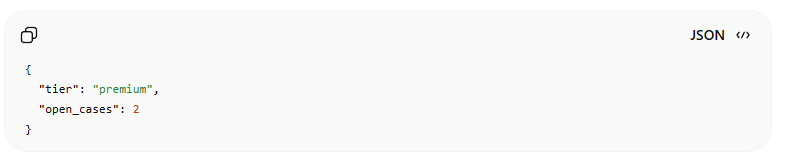 JSON
{
  "tier": "premium",
  "open_cases": 2
}